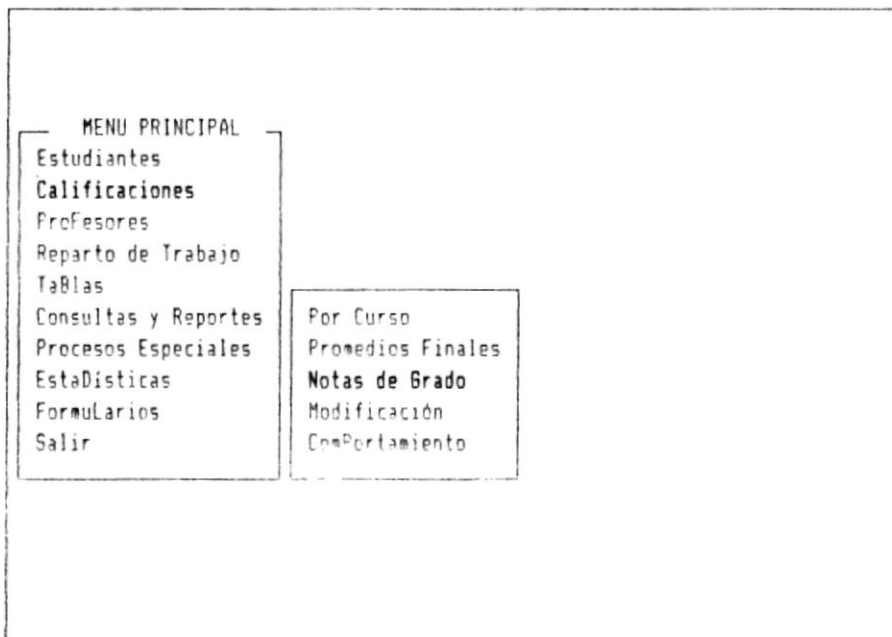 MENU PRINCIPAL
Estudiantes
Calificaciones
ProFesores
Reparto de Trabajo
TaBlas
Consultas y Reportes
Procesos Especiales
EstaDísticas
FormuLarios
Salir
Por Curso
Promedios Finales
Notas de Grado
Modificación
ComPortamiento